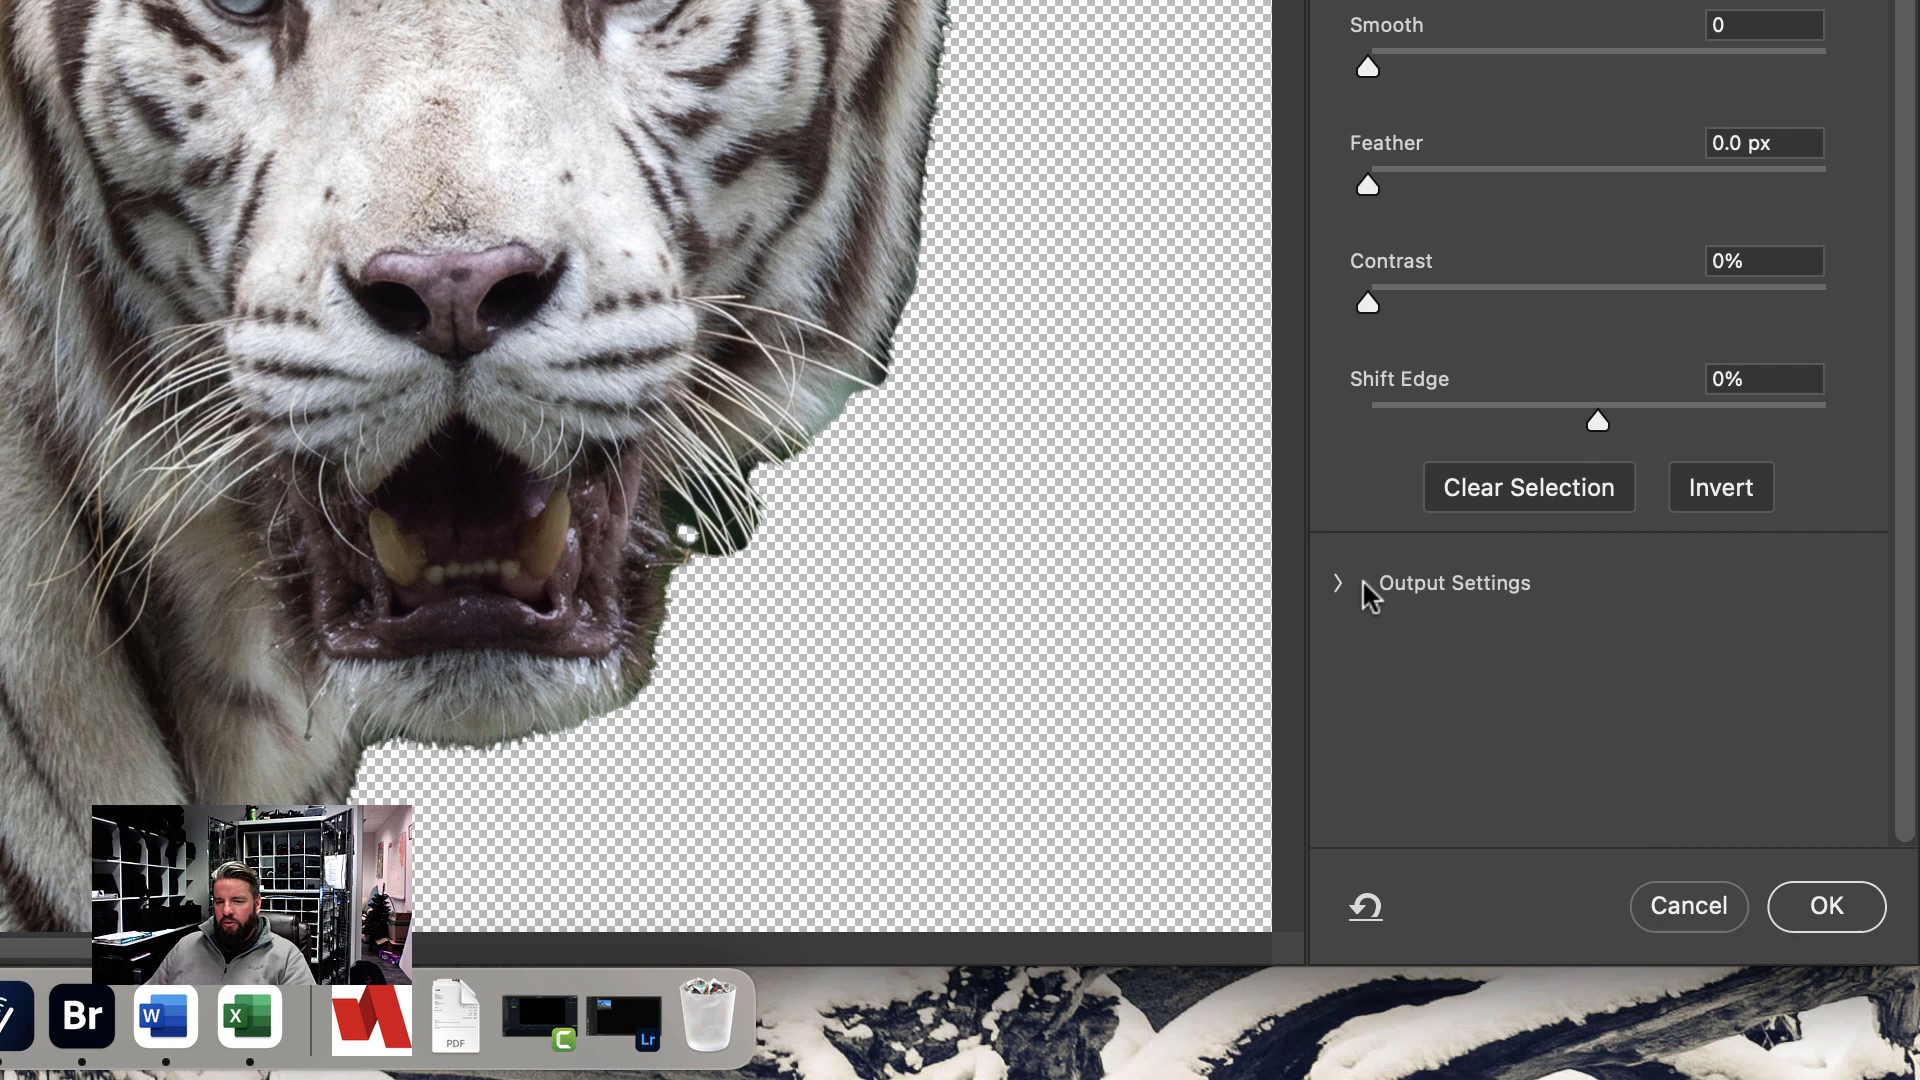 Smooth
0
Feather
0.0 px
Contrast
0%
Shift Edge
0%
Clear Selection
Invert
Output Settings
Cancel
OK
Br
W
X
PDF
C
Lr